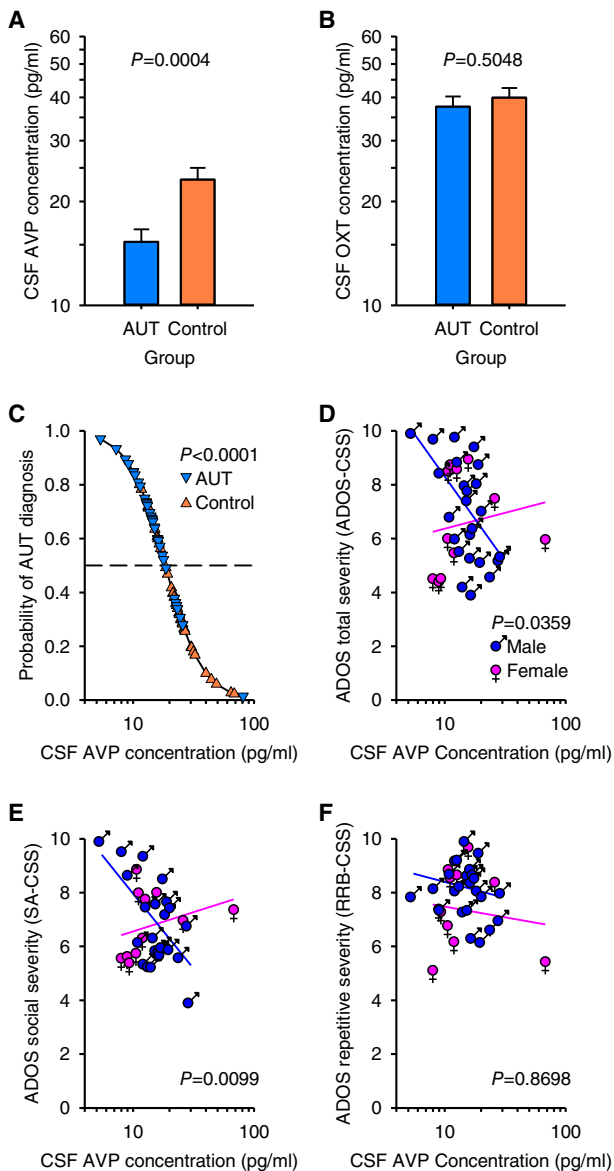 A
CSF AVP concentration (pg/ml)
60
50
40
30
20
10
P=0.0004
AUT Control
Group
B
CSF OXT concentration (pg/ml)
60
50
40
30
20
10
P=0.5048
AUT Control
Group
C
Probability of AUT diagnosis
1.0
0.8
0.6
0.4
0.2
0.0
P<0.0001
AUT
Control
10 100
CSF AVP concentration (pg/ml)
D
ADOS total severity (ADOS-CSS)
10
8
6
4
2
0
P=0.0359
Male
Female
10 100
CSF AVP Concentration (pg/ml)
E
ADOS social severity (SA-CSS)
10
8
6
4
2
0
P=0.0099
10 100
CSF AVP Concentration (pg/ml)
F
ADOS repetitive severity (RRB-CSS)
10
8
6
4
2
0
P=0.8698
10 100
CSF AVP Concentration (pg/ml)